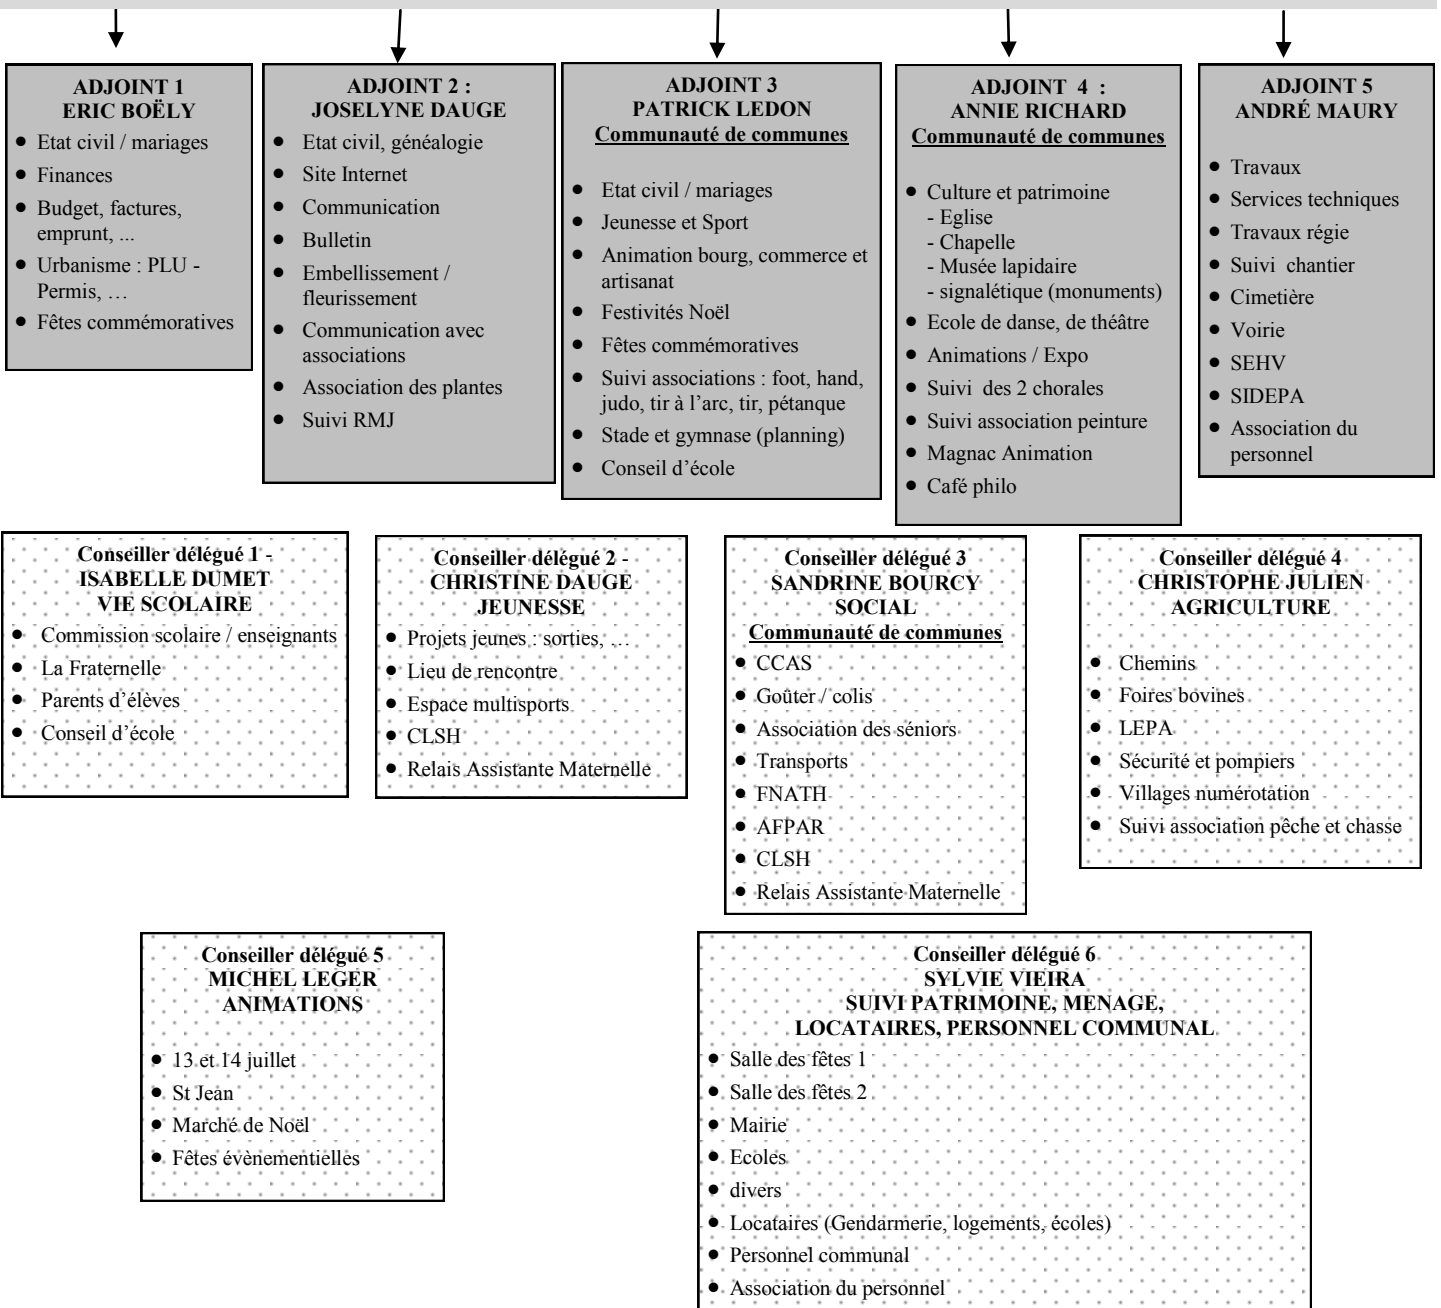 ADJOINT 1
ERIC BOËLY
• Etat civil / mariages
• Finances
• Budget, factures,
emprunt, ...
• Urbanisme : PLU -
Permis, …
• Fêtes commémoratives
ADJOINT 2 :
JOSELYNE DAUGE
• Etat civil, généalogie
• Site Internet
• Communication
• Bulletin
• Embellissement /
fleurissement
• Communication avec
associations
• Association des plantes
• Suivi RMJ
ADJOINT 3
PATRICK LEDON
Communauté de communes
• Etat civil / mariages
• Jeunesse et Sport
• Animation bourg, commerce et
artisanat
• Festivités Noël
• Fêtes commémoratives
• Suivi associations : foot, hand,
judo, tir à l’arc, tir, pétanque
• Stade et gymnase (planning)
• Conseil d’école
ADJOINT 4 :
ANNIE RICHARD
Communauté de communes
• Culture et patrimoine
- Eglise
- Chapelle
- Musée lapidaire
- signalétique (monuments)
• Ecole de danse, de théâtre
• Animations / Expo
• Suivi des 2 chorales
• Suivi association peinture
• Magnac Animation
• Café philo
ADJOINT 5
ANDRÉ MAURY
• Travaux
• Services techniques
• Travaux régie
• Suivi chantier
• Cimetière
• Voirie
• SEHV
• SIDEPA
• Association du
personnel
Conseiller délégué 1 -
ISABELLE DUMET
VIE SCOLAIRE
• Commission scolaire / enseignants
• La Fraternelle
• Parents d’élèves
• Conseil d’école
Conseiller délégué 2 -
CHRISTINE DAUGE
JEUNESSE
• Projets jeunes : sorties, …
• Lieu de rencontre
• Espace multisports
• CLSH
• Relais Assistante Maternelle
Conseiller délégué 3
SANDRINE BOURCY
SOCIAL
Communauté de communes
• CCAS
• Goûter / colis
• Association des séniors
• Transports
• FNATH
• AFPAR
• CLSH
• Relais Assistante Maternelle
Conseiller délégué 4
CHRISTOPHE JULIEN
AGRICULTURE
• Chemins
• Foires bovines
• LEPA
• Sécurité et pompiers
• Villages numérotation
• Suivi association pêche et chasse
Conseiller délégué 5
MICHEL LEGER
ANIMATIONS
• 13 et 14 juillet
• St Jean
• Marché de Noël
• Fêtes évènementielles
Conseiller délégué 6
SYLVIE VIEIRA
SUIVI PATRIMOINE, MENAGE,
LOCATAIRES, PERSONNEL COMMUNAL
• Salle des fêtes 1
• Salle des fêtes 2
• Mairie
• Ecoles
• divers
• Locataires (Gendarmerie, logements, écoles)
• Personnel communal
• Association du personnel